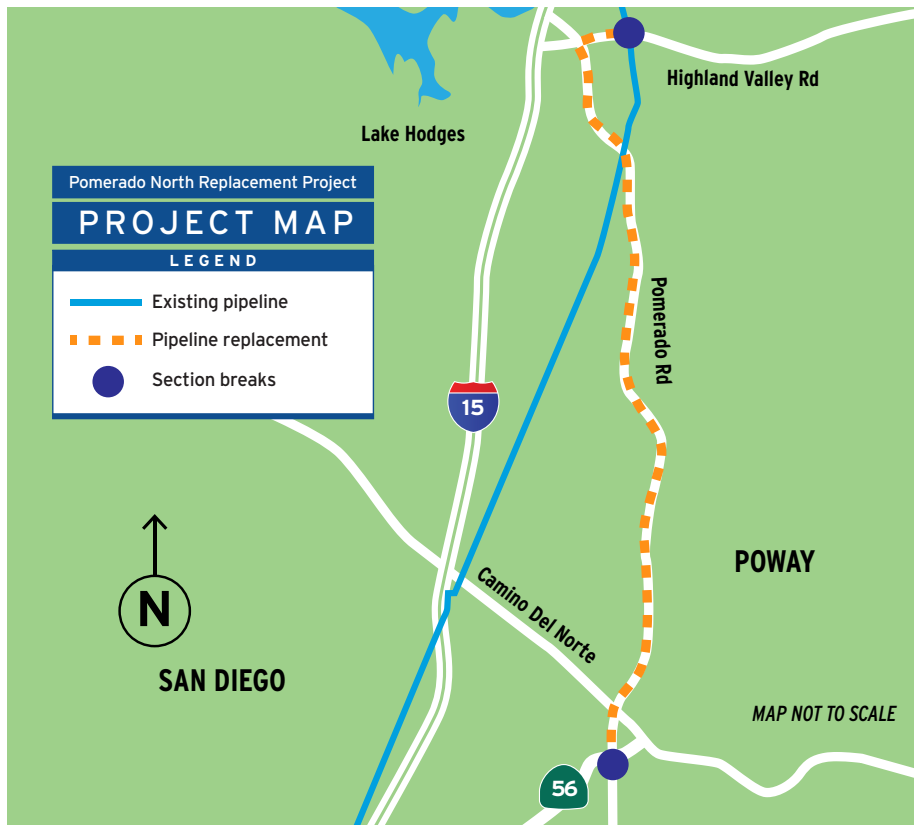 Highland Valley Rd
Lake Hodges
Pomerado North Replacement Project
PROJECT MAP
LEGEND
Existing pipeline
Pipeline replacement
Section breaks
Pomerado Rd
15
N
Camino Del Norte
POWAY
SAN DIEGO
MAP NOT TO SCALE
56